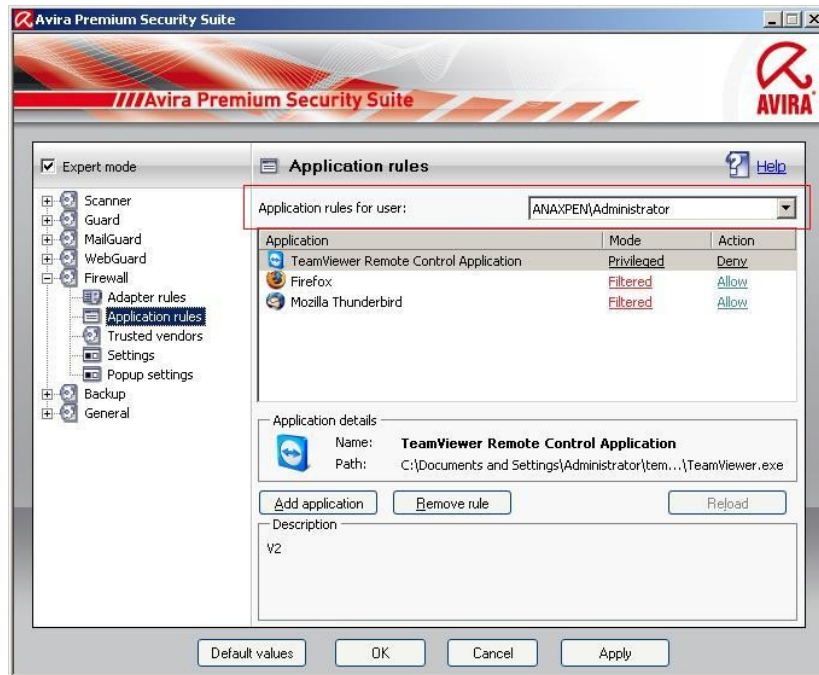 Avira Premium Security Suite
///Avira Premium Security Suite
AVIRA
Expert mode
Scanner
Guard
MailGuard
WebGuard
Firewall
Adapter rules
Application rules
Trusted vendors
Settings
Popup settings
Backup
General
Application rules
Help
Application rules for user: ANAXPEN\Administrator
Application Mode Action
TeamViewer Remote Control Application Privileged Deny
Firefox Filtered Allow
Mozilla Thunderbird Filtered Allow
Application details
Name: TeamViewer Remote Control Application
Path: C:\Documents and Settings\Administrator\tem...\TeamViewer.exe
Add application Remove rule Reload
Description
V2
Default values OK Cancel Apply